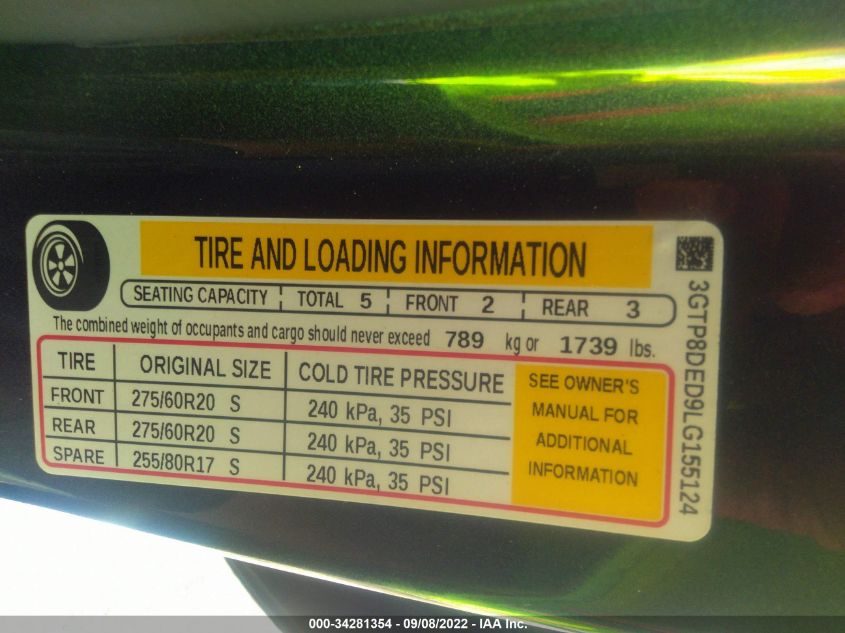 TIRE AND LOADING INFORMATION
SEATING CAPACITY TOTAL 5 FRONT 2 REAR 3
The combined weight of occupants and cargo should never exceed 789 kg or 1739 lbs.
TIRE ORIGINAL SIZE COLD TIRE PRESSURE
FRONT 275/60R20 S 240 kPa, 35 PSI
REAR 275/60R20 S 240 kPa, 35 PSI
SPARE 255/80R17 S 240 kPa, 35 PSI
SEE OWNER'S
MANUAL FOR
ADDITIONAL
INFORMATION
3GTP8DED9LG155124
000-34281354 - 09/08/2022 - IAA Inc.